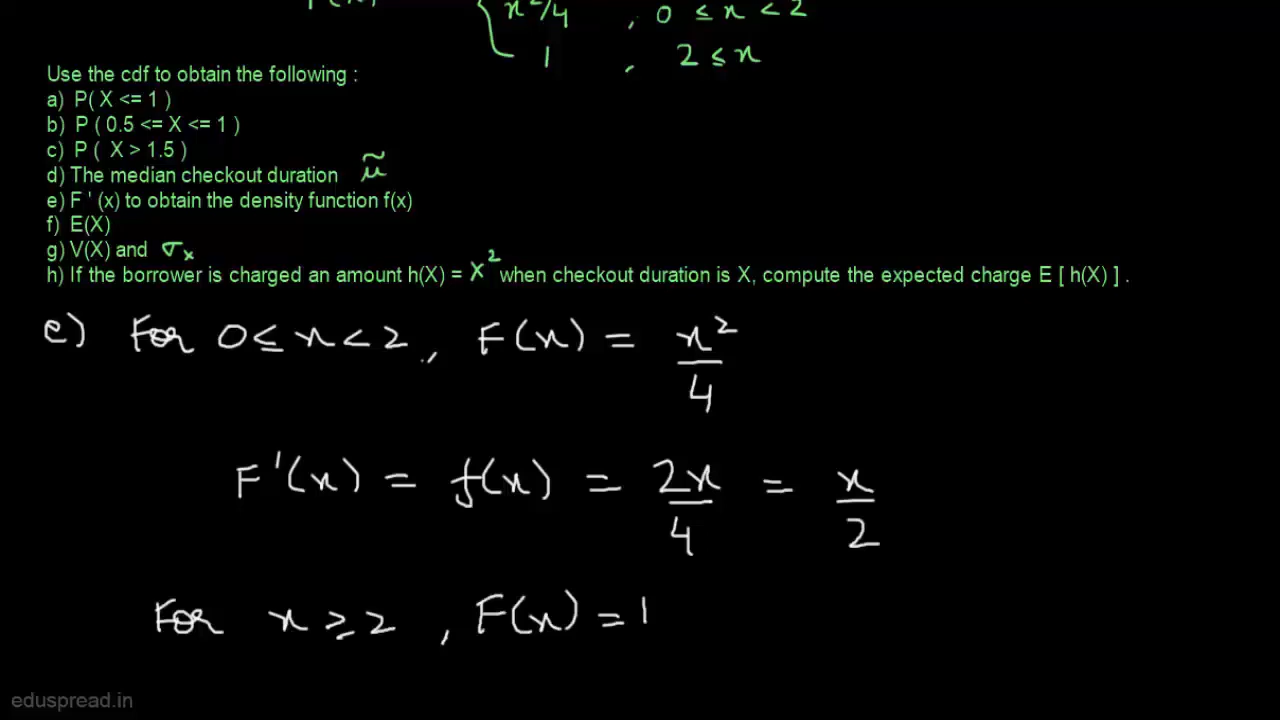 F(x)
x²/4 , 0 ≤ x < 2
1 , 2 ≤ x
Use the cdf to obtain the following :
a) P( X <= 1 )
b) P ( 0.5 <= X <= 1 )
c) P ( X > 1.5 )
d) The median checkout duration μ̃
e) F ' (x) to obtain the density function f(x)
f) E(X)
g) V(X) and σx
h) If the borrower is charged an amount h(X) = X² when checkout duration is X, compute the expected charge E [ h(X) ] .
e) For 0 ≤ x < 2 , F(x) = x²/4
F'(x) = f(x) = 2x/4 = x/2
For x ≥ 2 , F(x) = 1
eduspread.in